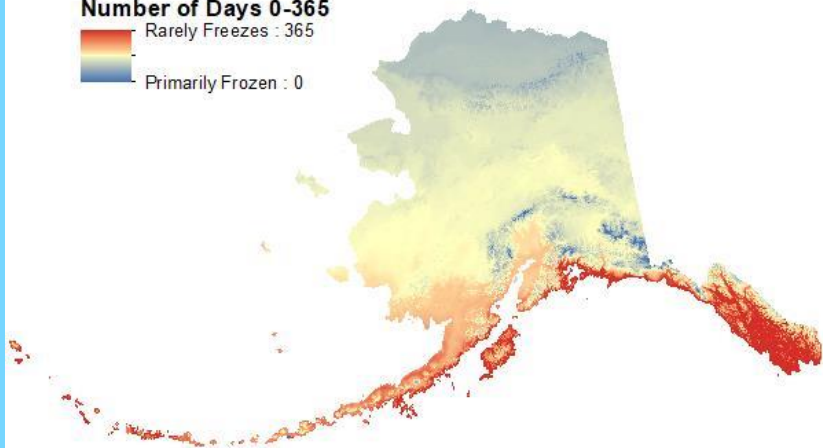 Number of Days 0-365
Rarely Freezes : 365
Primarily Frozen : 0